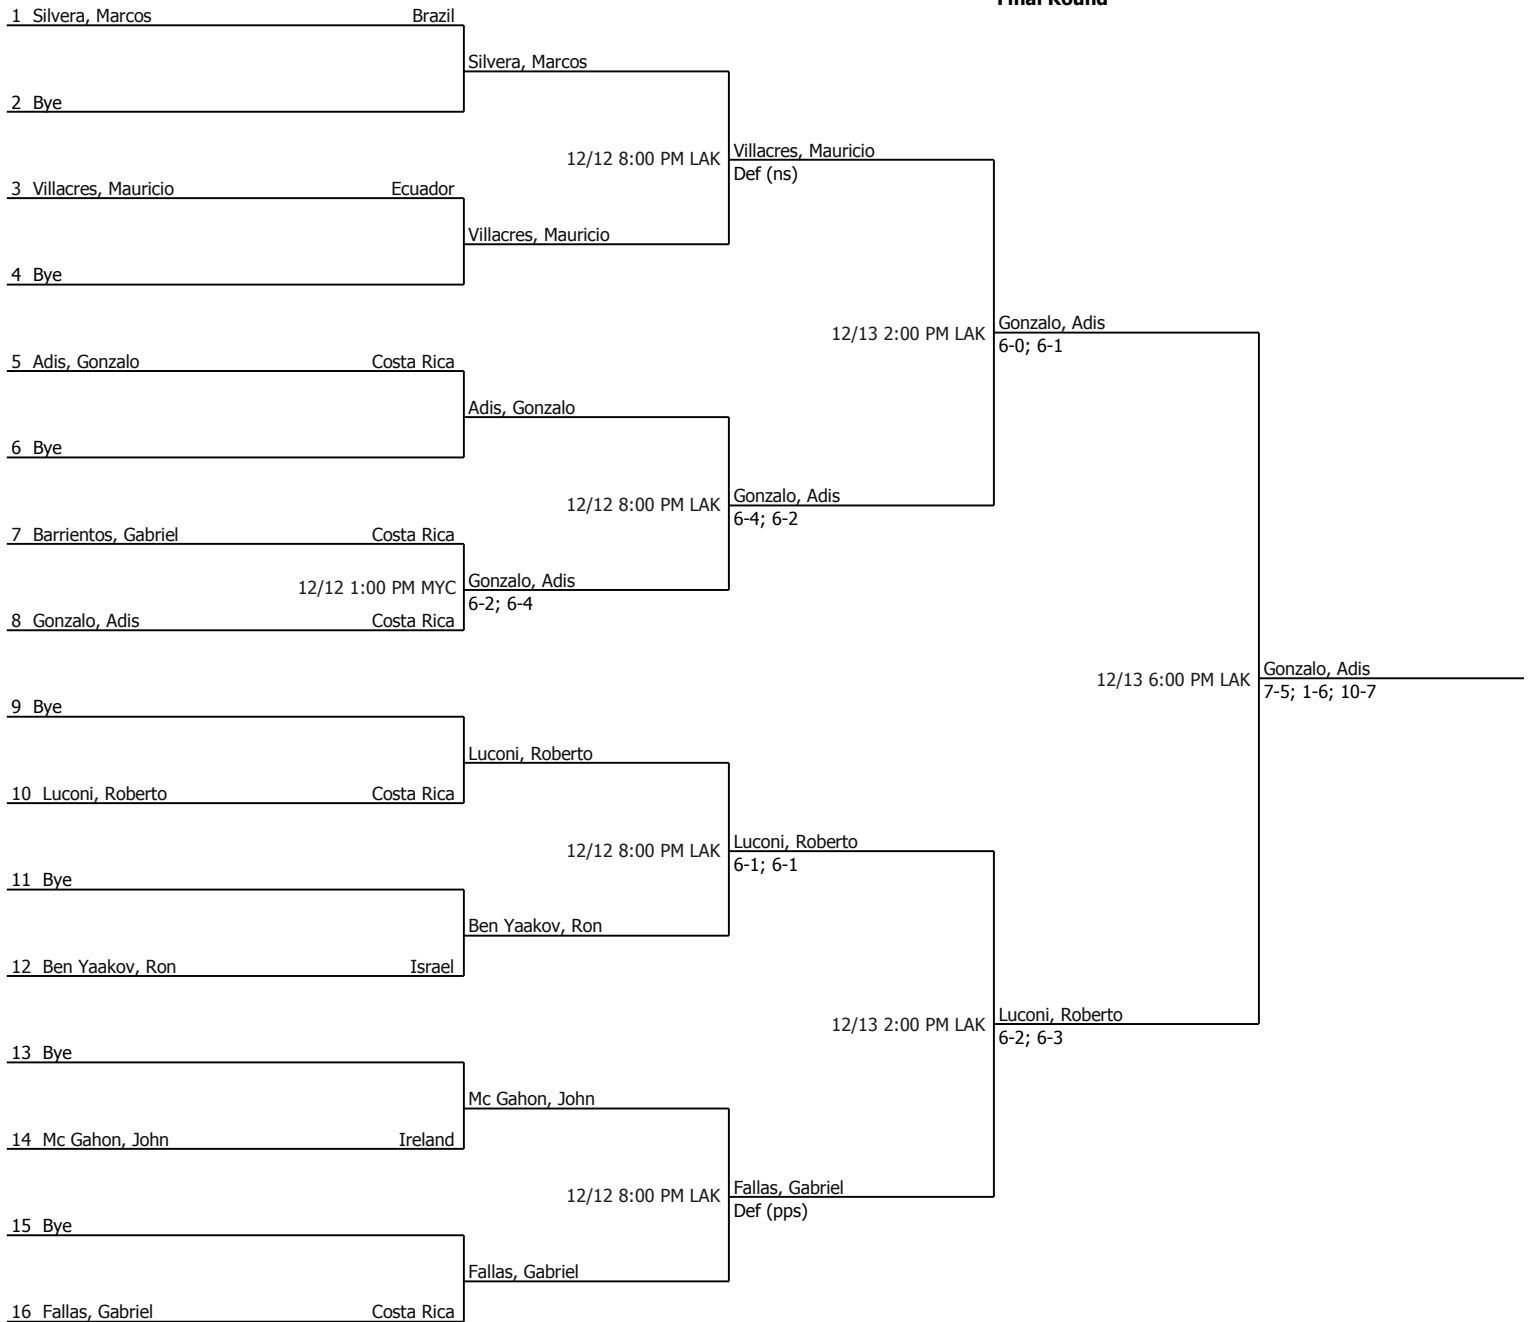 Final Round
1 Silvera, Marcos Brazil
Silvera, Marcos
2 Bye
12/12 8:00 PM LAK Villacres, Mauricio
Def (ns)
3 Villacres, Mauricio Ecuador
Villacres, Mauricio
4 Bye
12/13 2:00 PM LAK Gonzalo, Adis
6-0; 6-1
5 Adis, Gonzalo Costa Rica
Adis, Gonzalo
6 Bye
12/12 8:00 PM LAK Gonzalo, Adis
6-4; 6-2
7 Barrientos, Gabriel Costa Rica
12/12 1:00 PM MYC Gonzalo, Adis
6-2; 6-4
8 Gonzalo, Adis Costa Rica
12/13 6:00 PM LAK Gonzalo, Adis
7-5; 1-6; 10-7
9 Bye
Luconi, Roberto
10 Luconi, Roberto Costa Rica
12/12 8:00 PM LAK Luconi, Roberto
6-1; 6-1
11 Bye
Ben Yaakov, Ron
12 Ben Yaakov, Ron Israel
12/13 2:00 PM LAK Luconi, Roberto
6-2; 6-3
13 Bye
Mc Gahon, John
14 Mc Gahon, John Ireland
12/12 8:00 PM LAK Fallas, Gabriel
Def (pps)
15 Bye
Fallas, Gabriel
16 Fallas, Gabriel Costa Rica